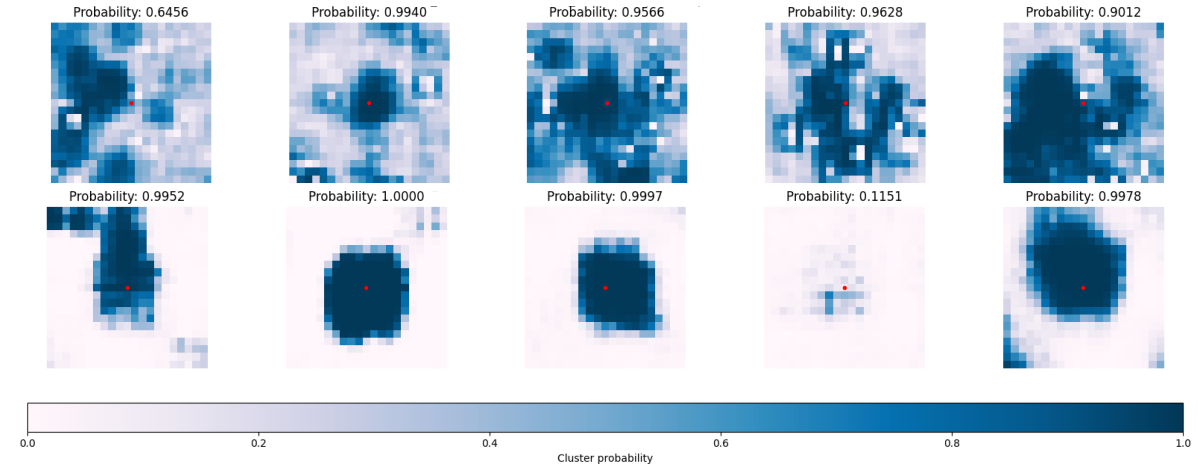 Probability: 0.6456 Probability: 0.9940 Probability: 0.9566 Probability: 0.9628 Probability: 0.9012
Probability: 0.9952 Probability: 1.0000 Probability: 0.9997 Probability: 0.1151 Probability: 0.9978
0.0 0.2 0.4 0.6 0.8 1.0
Cluster probability